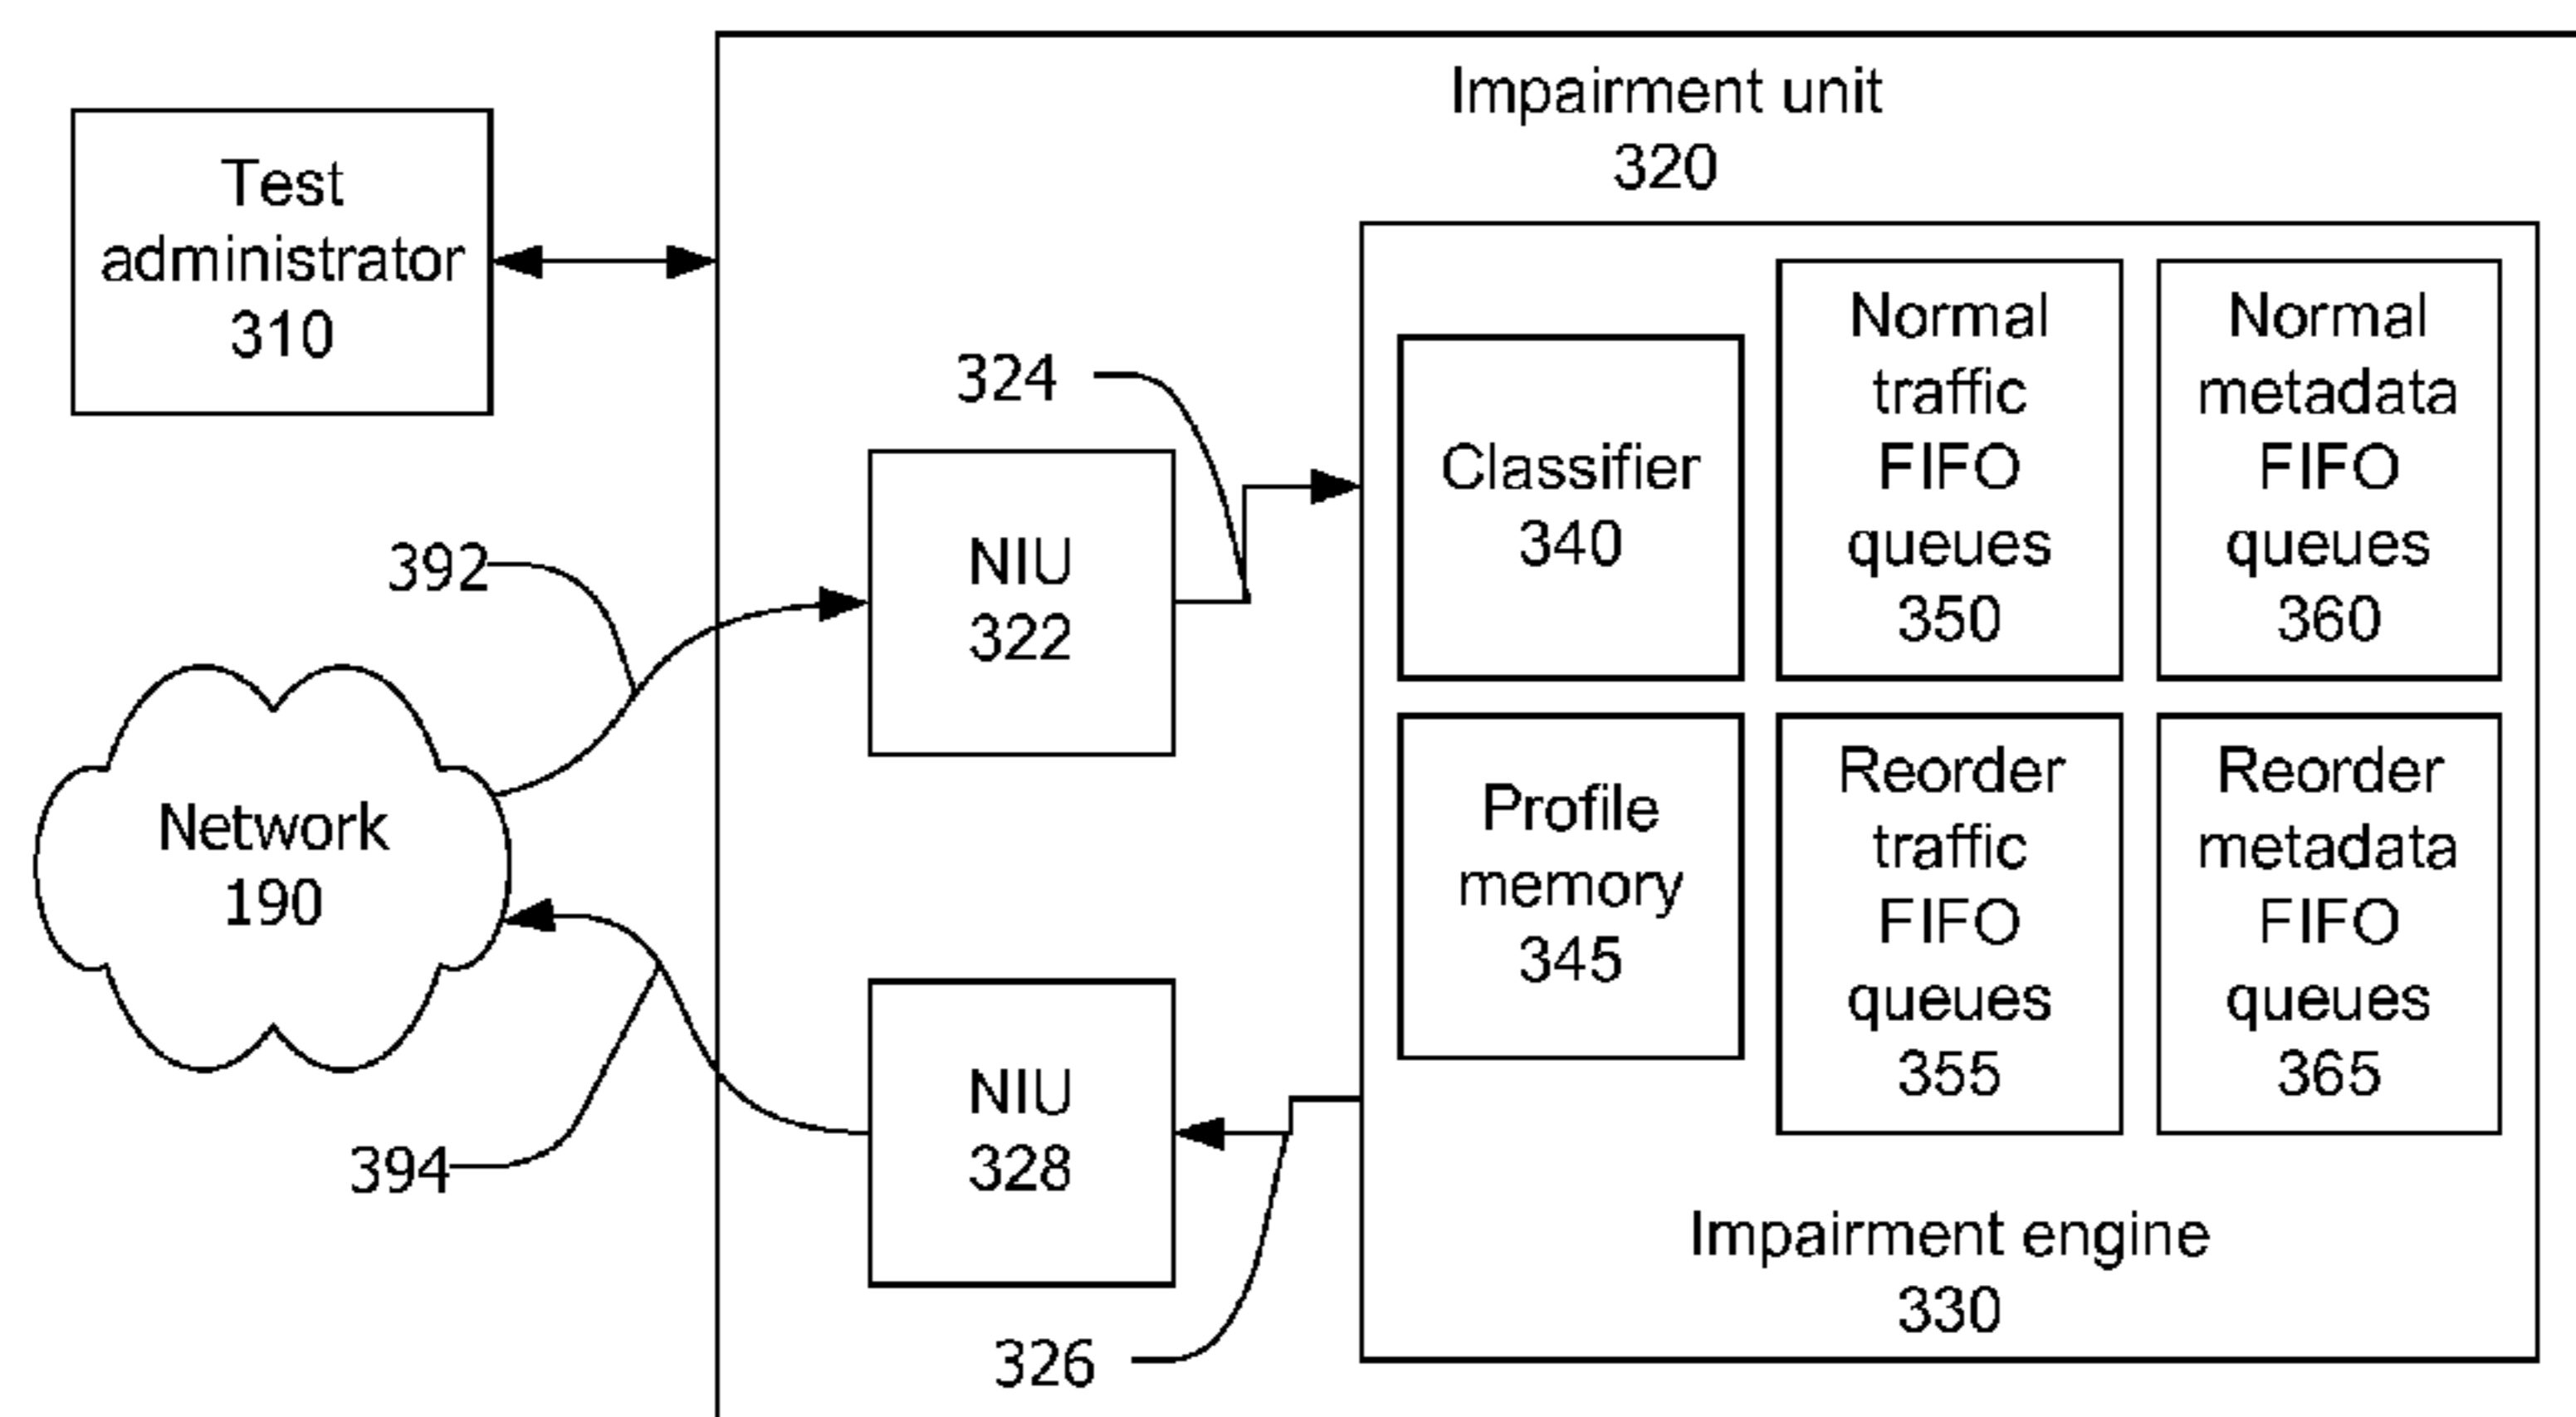 Impairment unit
320
Test
administrator
310
324
392
NIU
322
Classifier
340
Normal
traffic
FIFO
queues
350
Normal
metadata
FIFO
queues
360
Network
190
Profile
memory
345
Reorder
traffic
FIFO
queues
355
Reorder
metadata
FIFO
queues
365
394
NIU
328
326
Impairment engine
330